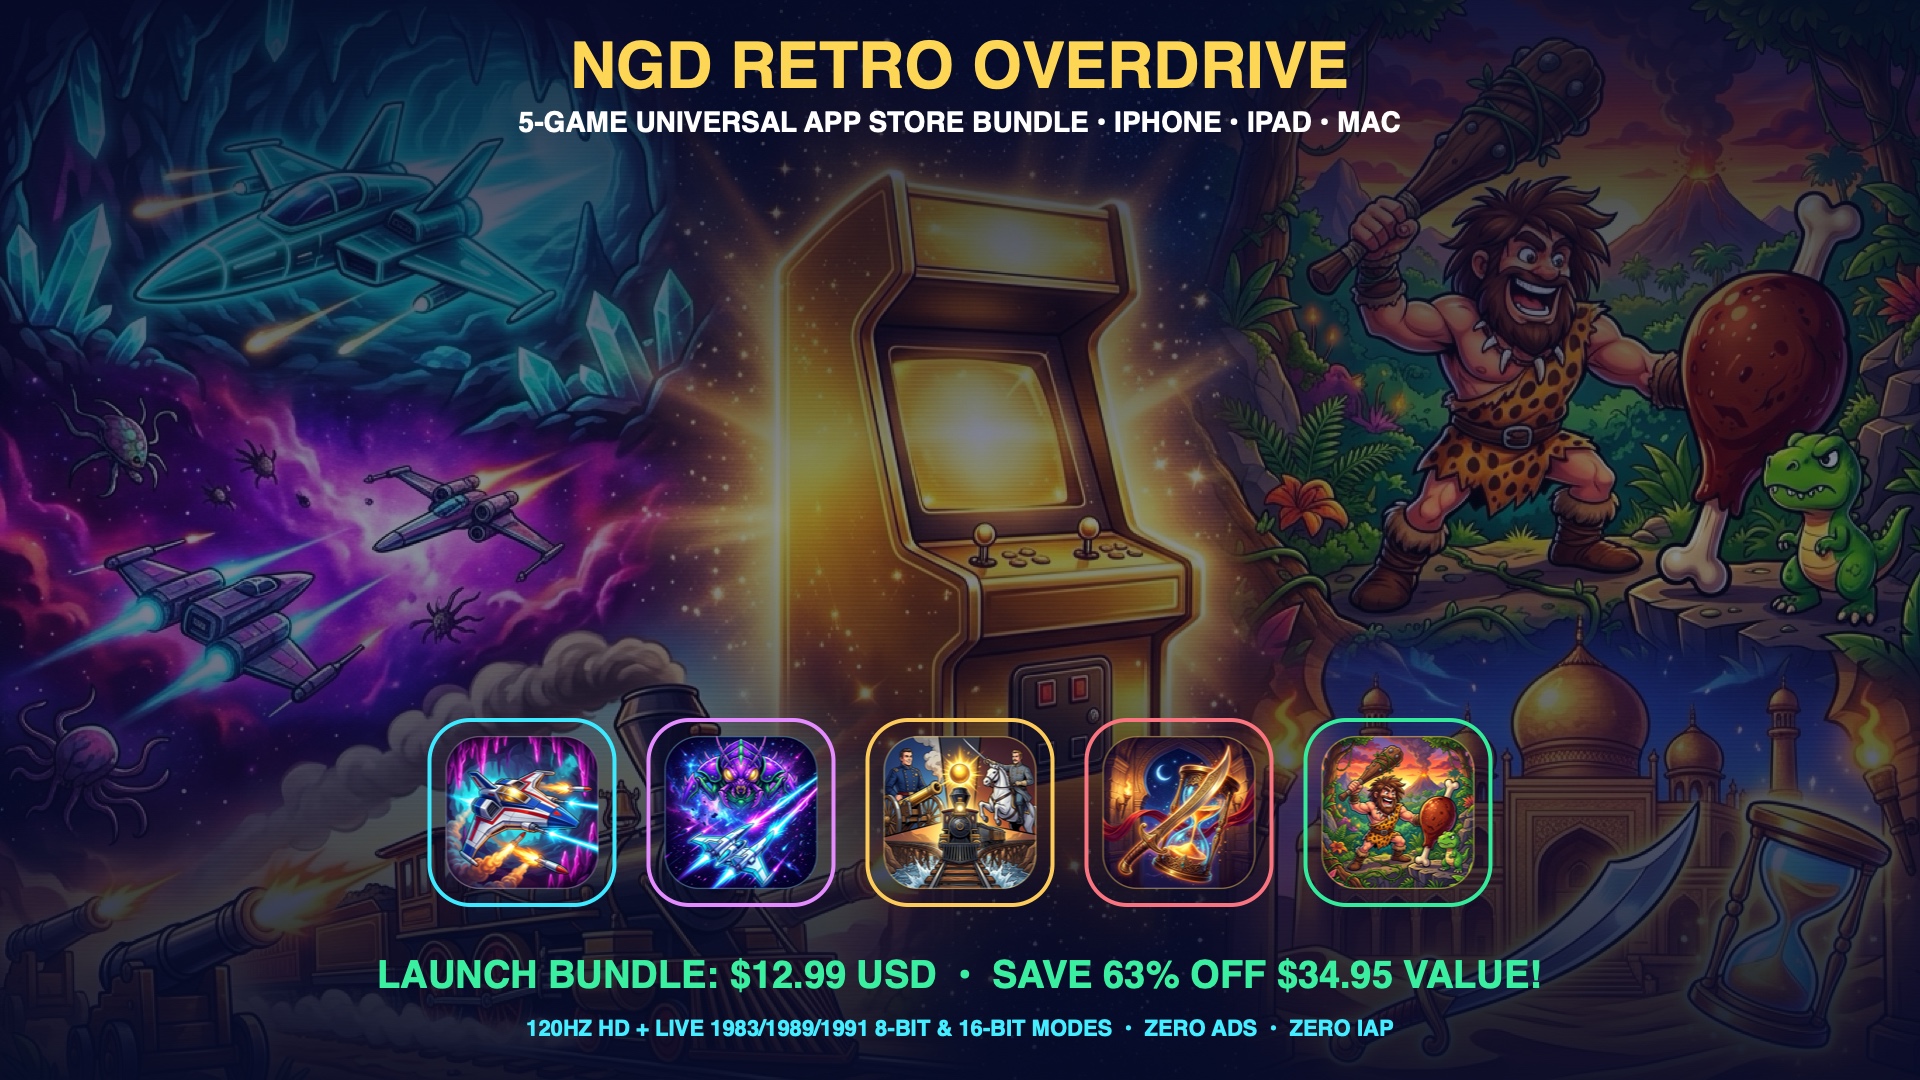 NGD RETRO OVERDRIVE
5-GAME UNIVERSAL APP STORE BUNDLE • IPHONE • IPAD • MAC
LAUNCH BUNDLE: $12.99 USD • SAVE 63% OFF $34.95 VALUE!
120HZ HD + LIVE 1983/1989/1991 8-BIT & 16-BIT MODES • ZERO ADS • ZERO IAP